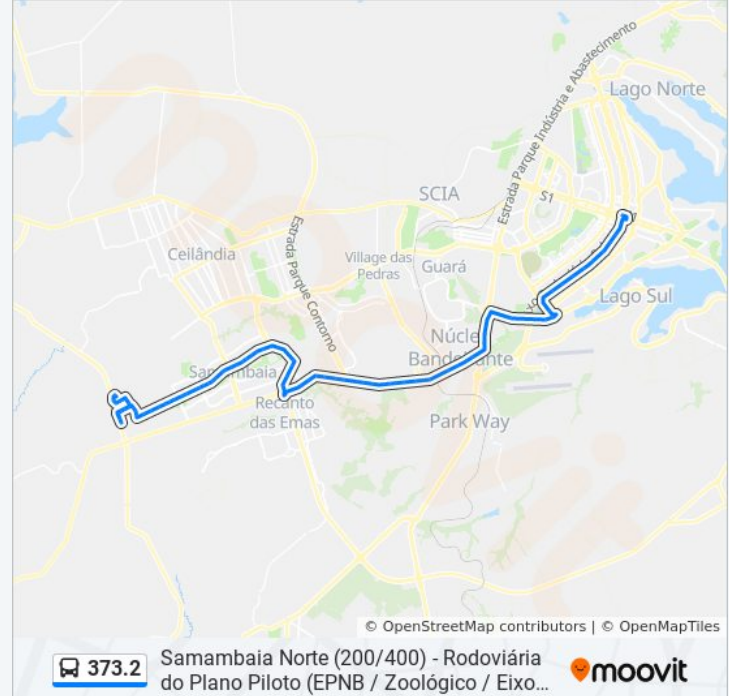 Lago Norte
Estrada Parque Indústria e Abastecimento
SCIA
S1
Estrada Parque Contorno
Ceilândia
Village das
Pedras
Guará
Lago Sul
Núcle
Bande
ante
Samambaia
Recanto
das Emas
Park Way
© OpenStreetMap contributors | © OpenMapTiles
373.2
Samambaia Norte (200/400) - Rodoviária
do Plano Piloto (EPNB / Zoológico / Eixo...
moovit